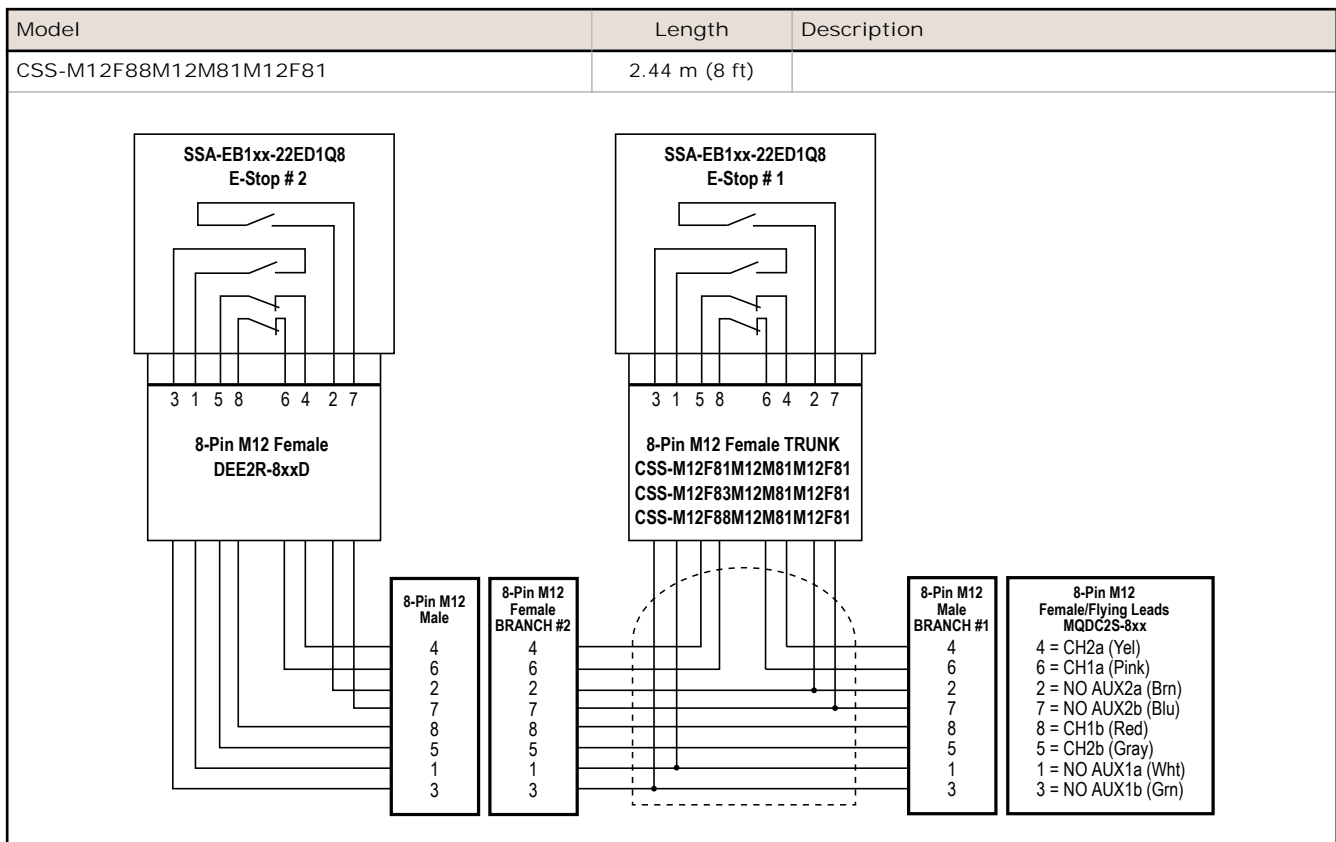 Model Length Description
CSS-M12F88M12M81M12F81 2.44 m (8 ft)
SSA-EB1xx-22ED1Q8
E-Stop # 2
SSA-EB1xx-22ED1Q8
E-Stop # 1
3 1 5 8 6 4 2 7
3 1 5 8 6 4 2 7
8-Pin M12 Female
DEE2R-8xxD
8-Pin M12 Female TRUNK
CSS-M12F81M12M81M12F81
CSS-M12F83M12M81M12F81
CSS-M12F88M12M81M12F81
8-Pin M12
Male
4
6
2
7
8
5
1
3
8-Pin M12
Female
BRANCH #2
4
6
2
7
8
5
1
3
8-Pin M12
Male
BRANCH #1
4
6
2
7
8
5
1
3
8-Pin M12
Female/Flying Leads
MQDC2S-8xx
4 = CH2a (Yel)
6 = CH1a (Pink)
2 = NO AUX2a (Brn)
7 = NO AUX2b (Blu)
8 = CH1b (Red)
5 = CH2b (Gray)
1 = NO AUX1a (Wht)
3 = NO AUX1b (Grn)